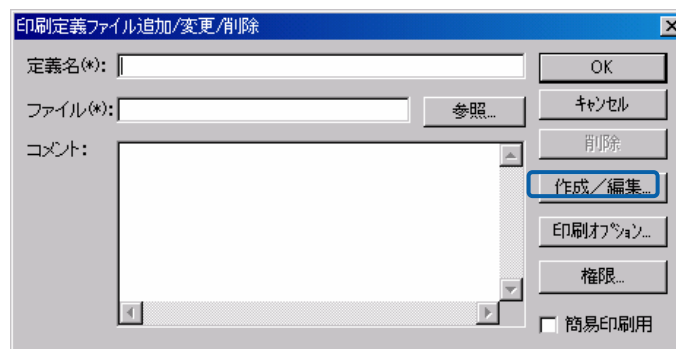 印刷定義ファイル追加/変更/削除
定義名(*):
OK
ファイル(*):
参照...
キャンセル
コメント:
削除
作成／編集...
印刷オプション...
権限...
簡易印刷用